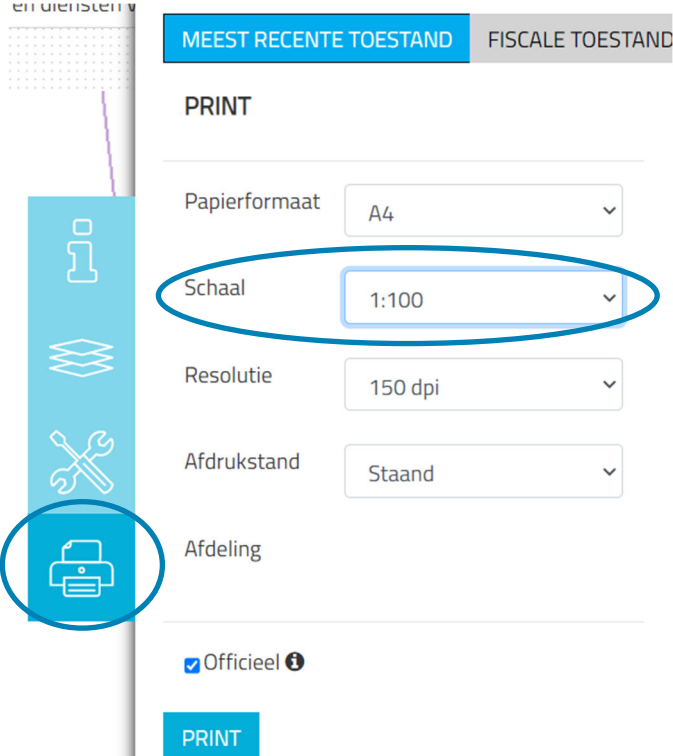 en diensten v
MEEST RECENTE TOESTAND FISCALE TOESTAND
PRINT
Papierformaat A4
Schaal 1:100
Resolutie 150 dpi
Afdrukstand Staand
Afdeling
Officieel
PRINT